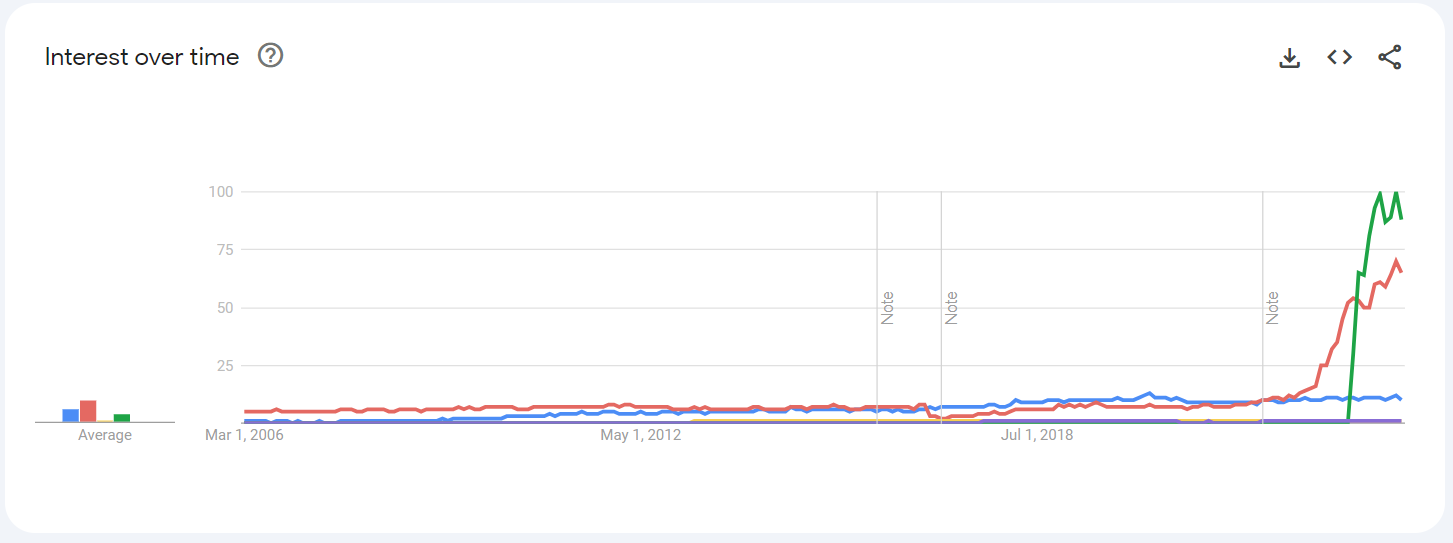 Interest over time
100
75
50
25
Note
Note
Note
Average
Mar 1, 2006
May 1, 2012
Jul 1, 2018